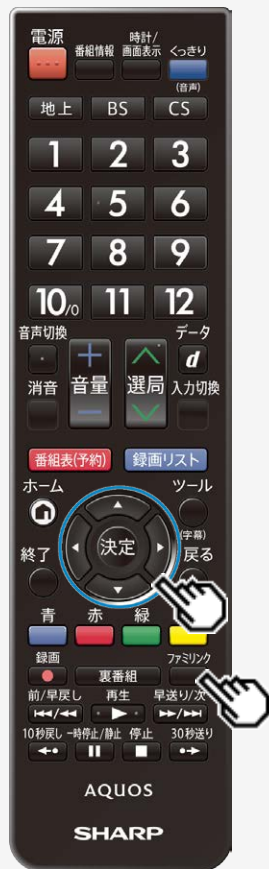 電源
番組情報 時計/画面表示 くっきり(音声)
地上 BS CS
1 2 3
4 5 6
7 8 9
10/0 11 12
音声切換 データ
d
消音 音量 選局 入力切換
番組表(予約) 録画リスト
ホーム ツール
決定
(字幕)
終了 戻る
青 赤 緑
録画 裏番組 ファミリンク
前/早戻し 再生 早送り/次
10秒戻し 一時停止/静止 停止 30秒送り
AQUOS
SHARP